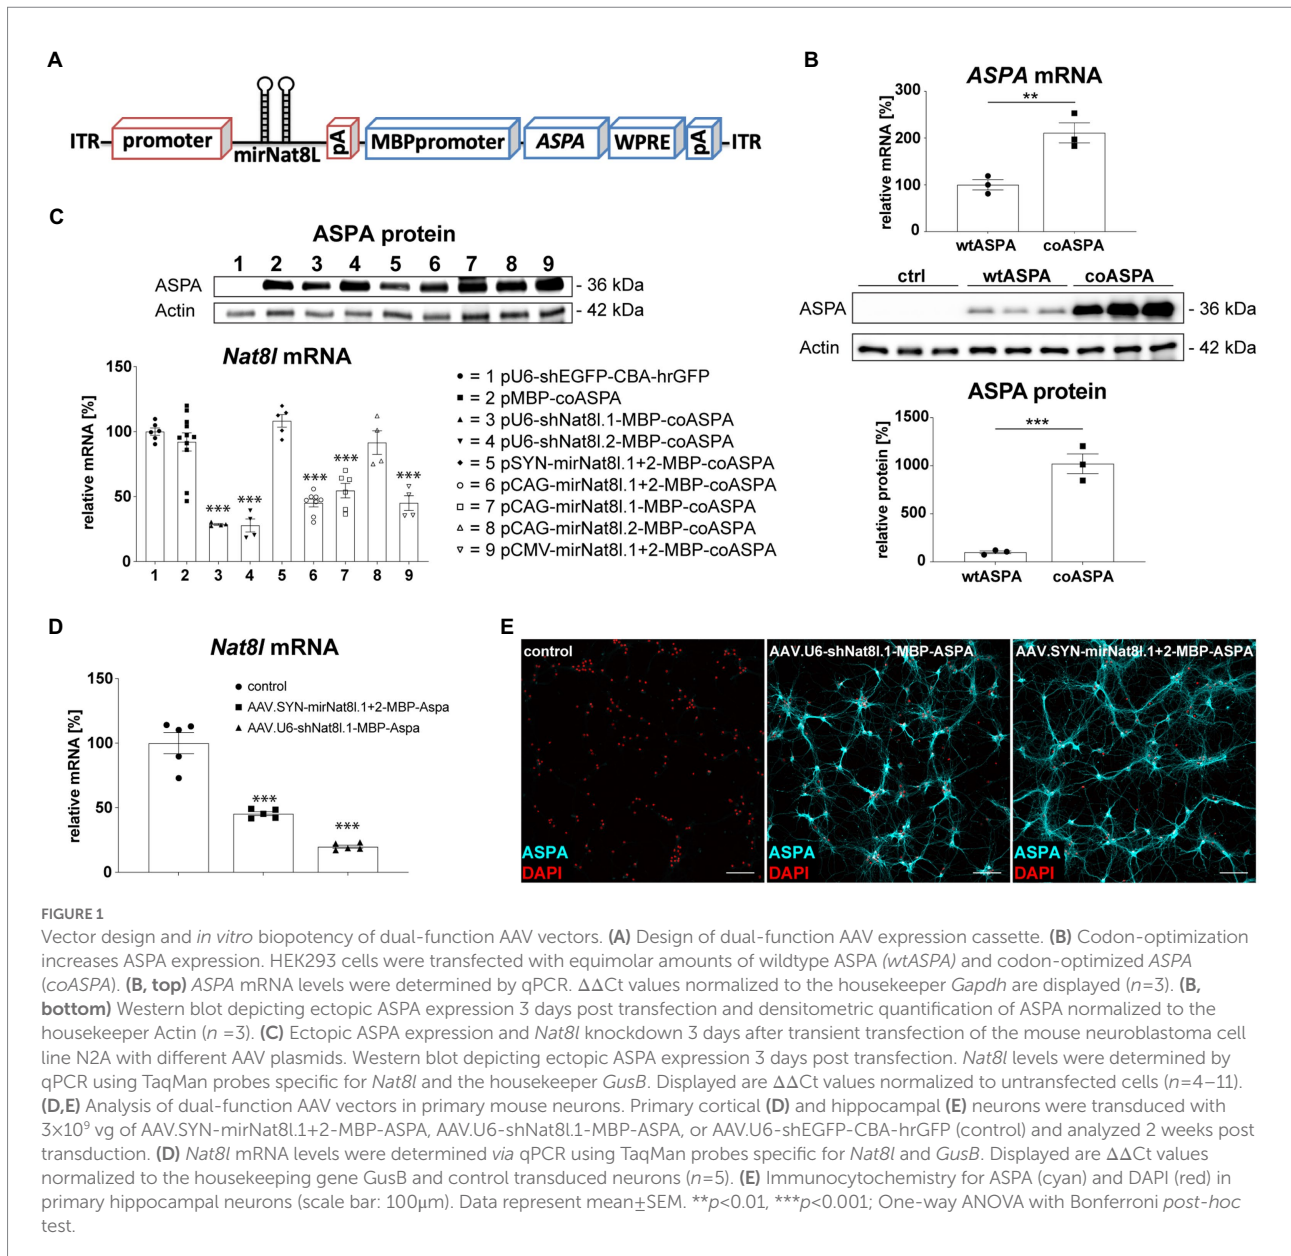 A
ITR
promoter
mirNat8L
pA
MBPpromoter
ASPA
WPRE
pA
ITR
B
ASPA mRNA
relative mRNA [%]
300
200
100
0
**
wtASPA
coASPA
ctrl
wtASPA
coASPA
ASPA
- 36 kDa
Actin
- 42 kDa
ASPA protein
relative protein [%]
1500
1000
500
0
***
wtASPA
coASPA
C
ASPA protein
1 2 3 4 5 6 7 8 9
ASPA
- 36 kDa
Actin
- 42 kDa
Nat8l mRNA
relative mRNA [%]
150
100
50
0
***
***
***
***
***
1 2 3 4 5 6 7 8 9
= 1 pU6-shEGFP-CBA-hrGFP
= 2 pMBP-coASPA
= 3 pU6-shNat8l.1-MBP-coASPA
= 4 pU6-shNat8l.2-MBP-coASPA
= 5 pSYN-mirNat8l.1+2-MBP-coASPA
= 6 pCAG-mirNat8l.1+2-MBP-coASPA
= 7 pCAG-mirNat8l.1-MBP-coASPA
= 8 pCAG-mirNat8l.2-MBP-coASPA
= 9 pCMV-mirNat8l.1+2-MBP-coASPA
D
Nat8l mRNA
relative mRNA [%]
150
100
50
0
control
AAV.SYN-mirNat8l.1+2-MBP-Aspa
AAV.U6-shNat8l.1-MBP-Aspa
***
***
E
control
ASPA
DAPI
AAV.U6-shNat8l.1-MBP-ASPA
ASPA
DAPI
AAV.SYN-mirNat8l.1+2-MBP-ASPA
ASPA
DAPI
FIGURE 1
Vector design and in vitro biopotency of dual-function AAV vectors. (A) Design of dual-function AAV expression cassette. (B) Codon-optimization
increases ASPA expression. HEK293 cells were transfected with equimolar amounts of wildtype ASPA (wtASPA) and codon-optimized ASPA
(coASPA). (B, top) ASPA mRNA levels were determined by qPCR. ΔΔCt values normalized to the housekeeper Gapdh are displayed (n=3). (B,
bottom) Western blot depicting ectopic ASPA expression 3 days post transfection and densitometric quantification of ASPA normalized to the
housekeeper Actin (n =3). (C) Ectopic ASPA expression and Nat8l knockdown 3 days after transient transfection of the mouse neuroblastoma cell
line N2A with different AAV plasmids. Western blot depicting ectopic ASPA expression 3 days post transfection. Nat8l levels were determined by
qPCR using TaqMan probes specific for Nat8l and the housekeeper GusB. Displayed are ΔΔCt values normalized to untransfected cells (n=4–11).
(D,E) Analysis of dual-function AAV vectors in primary mouse neurons. Primary cortical (D) and hippocampal (E) neurons were transduced with
3×10⁹ vg of AAV.SYN-mirNat8l.1+2-MBP-ASPA, AAV.U6-shNat8l.1-MBP-ASPA, or AAV.U6-shEGFP-CBA-hrGFP (control) and analyzed 2 weeks post
transduction. (D) Nat8l mRNA levels were determined via qPCR using TaqMan probes specific for Nat8l and GusB. Displayed are ΔΔCt values
normalized to the housekeeping gene GusB and control transduced neurons (n=5). (E) Immunocytochemistry for ASPA (cyan) and DAPI (red) in
primary hippocampal neurons (scale bar: 100μm). Data represent mean±SEM. **p<0.01, ***p<0.001; One-way ANOVA with Bonferroni post-hoc
test.